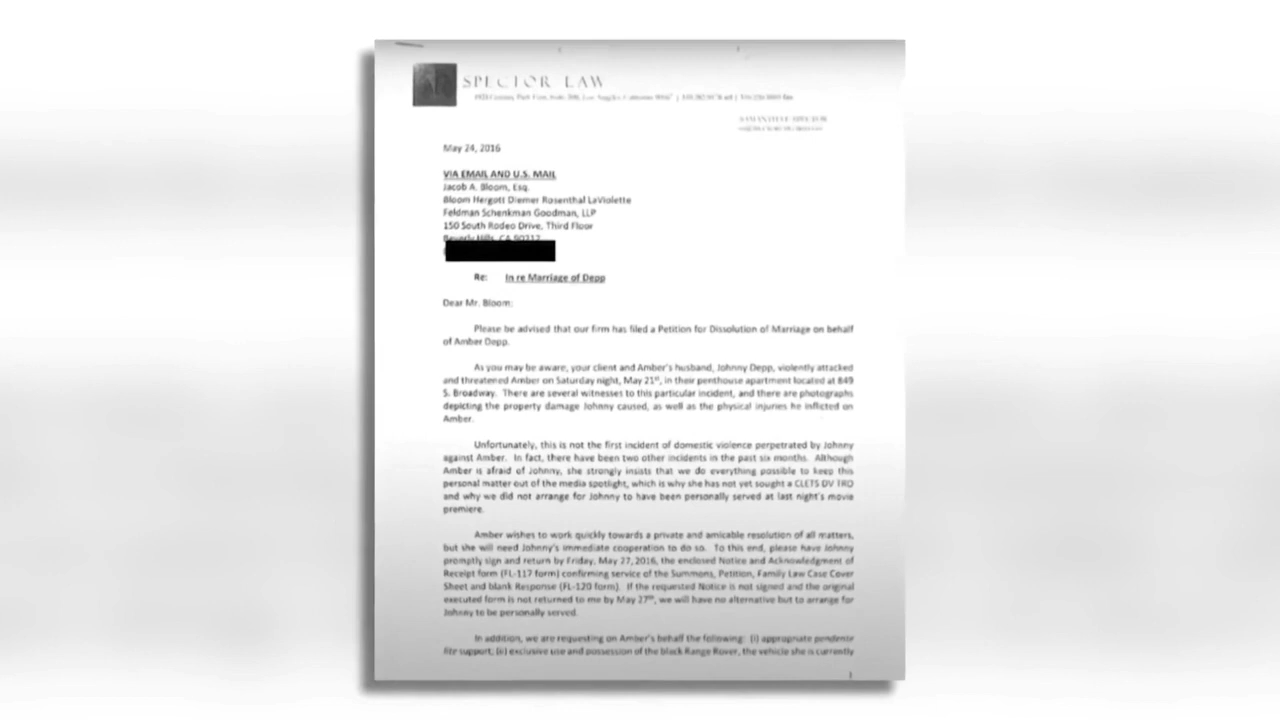 SPECTOR LAW
May 24, 2016
VIA EMAIL AND U.S. MAIL
Jacob A. Bloom, Esq.
Bloom Hergott Diemer Rosenthal LaViolette
Feldman Schenkman Goodman, LLP
150 South Rodeo Drive, Third Floor
Beverly Hills, CA 90212
Re: In re Marriage of Depp
Dear Mr. Bloom:
Please be advised that our firm has filed a Petition for Dissolution of Marriage on behalf
of Amber Depp.
As you may be aware, your client and Amber's husband, Johnny Depp, violently attacked
and threatened Amber on Saturday night, May 21st, in their penthouse apartment located at 849
S. Broadway. There are several witnesses to this particular incident, and there are photographs
depicting the property damage Johnny caused, as well as the physical injuries he inflicted on
Amber.
Unfortunately, this is not the first incident of domestic violence perpetrated by Johnny
against Amber. In fact, there have been two other incidents in the past six months. Although
Amber is afraid of Johnny, she strongly insists that we do everything possible to keep this
personal matter out of the media spotlight, which is why she has not yet sought a CLETS DV TRO
and why we did not arrange for Johnny to have been personally served at last night's movie
premiere.
Amber wishes to work quickly towards a private and amicable resolution of all matters,
but she will need Johnny's immediate cooperation to do so. To this end, please have Johnny
promptly sign and return by Friday, May 27, 2016, the enclosed Notice and Acknowledgment of
Receipt form (FL-117 form) confirming service of the Summons, Petition, Family Law Case Cover
Sheet and blank Response (FL-120 form). If the requested Notice is not signed and the original
executed form is not returned to me by May 27th, we will have no alternative but to arrange for
Johnny to be personally served.
In addition, we are requesting on Amber's behalf the following: (i) appropriate pendente
lite support; (ii) exclusive use and possession of the black Range Rover, the vehicle she is currently